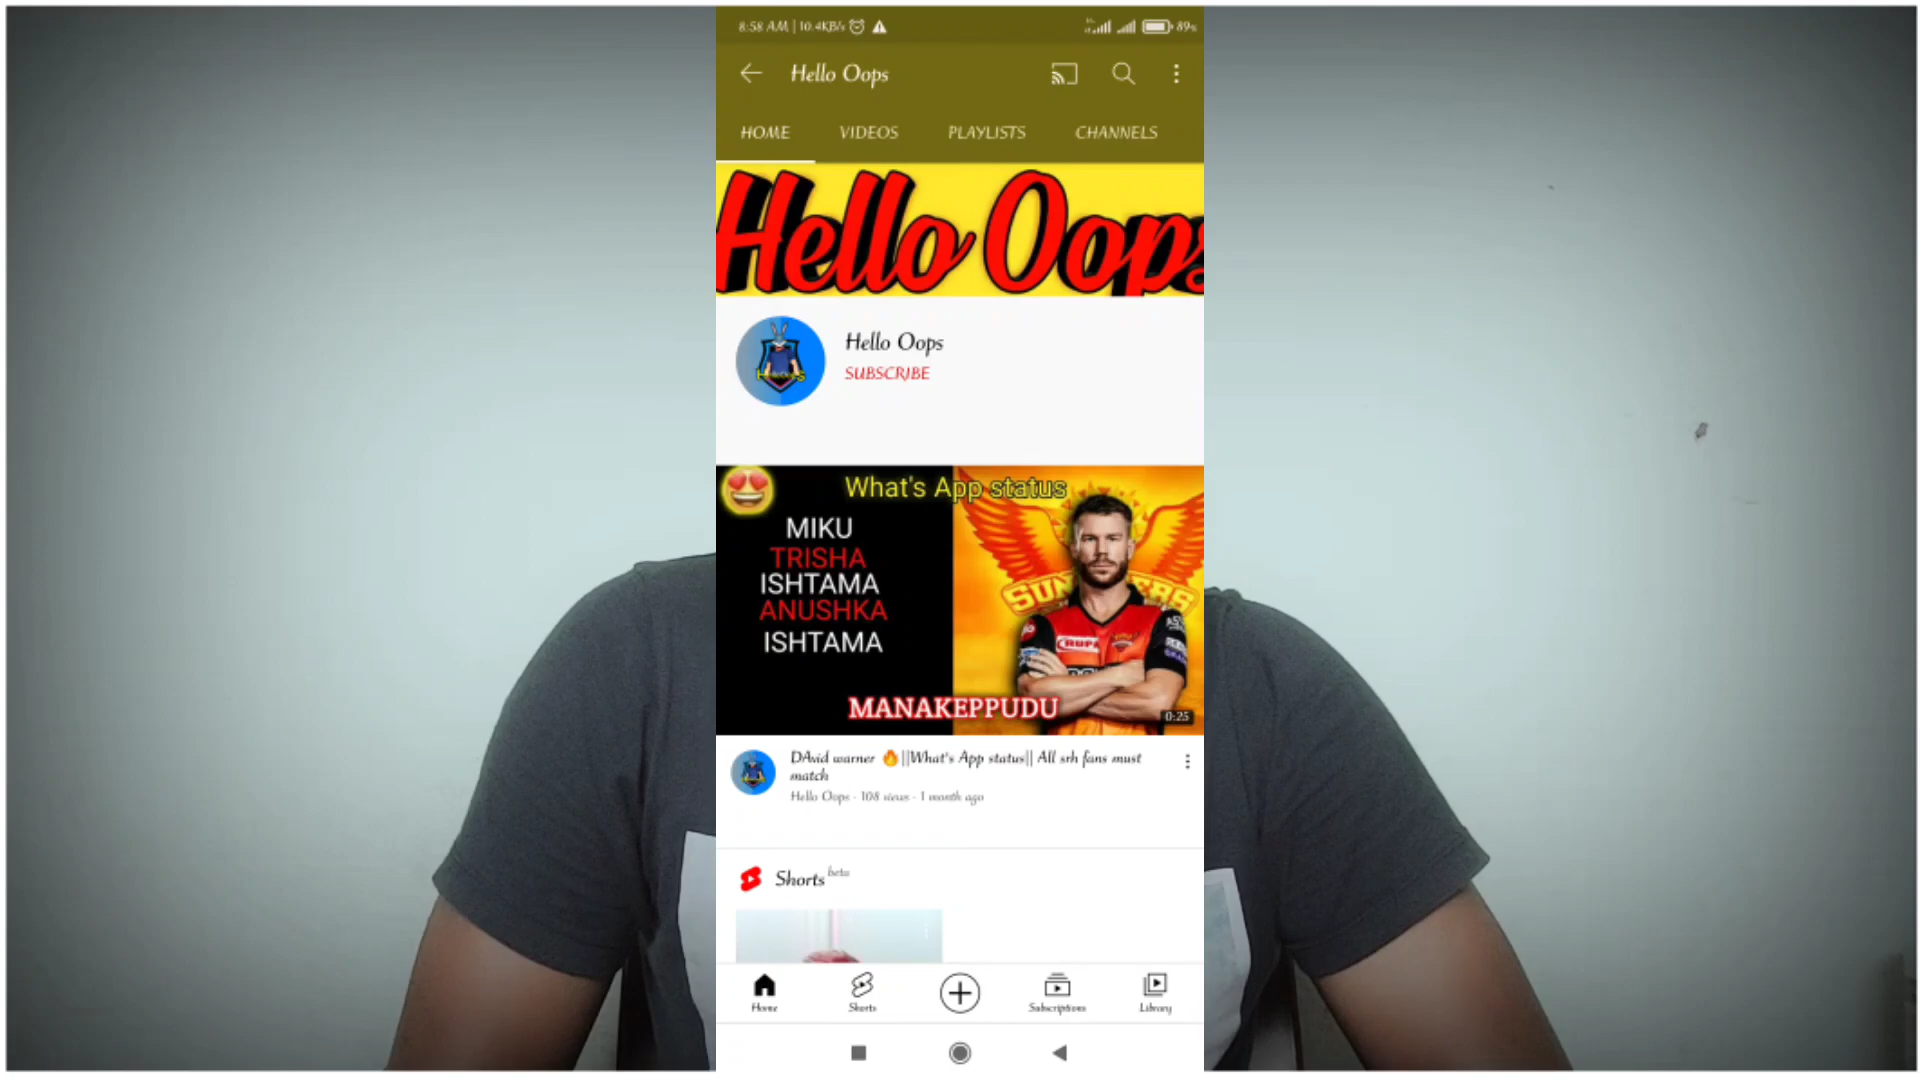 8:58 AM | 10.4KB/s
89%
Hello Oops
HOME VIDEOS PLAYLISTS CHANNELS
Hello Oops
Hello Oops
SUBSCRIBE
What's App status
MIKU
TRISHA
ISHTAMA
ANUSHKA
ISHTAMA
RUPA
MANAKEPPUDU
0:25
DAvid warner 🔥||What's App status|| All srh fans must
match
Hello Oops · 108 views · 1 month ago
Shorts beta
Home Shorts Subscriptions Library